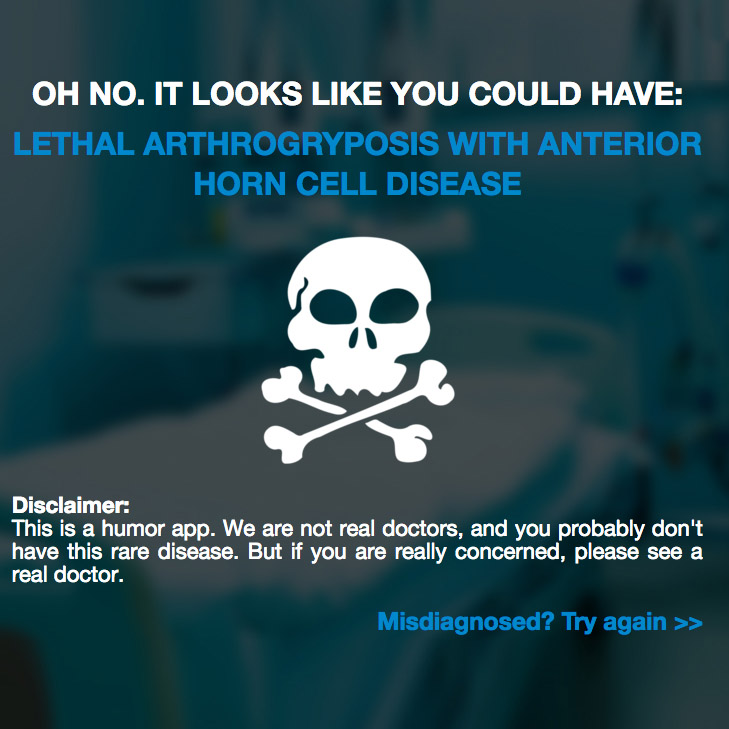 OH NO. IT LOOKS LIKE YOU COULD HAVE:
LETHAL ARTHROGRYPOSIS WITH ANTERIOR
HORN CELL DISEASE
Disclaimer:
This is a humor app. We are not real doctors, and you probably don't
have this rare disease. But if you are really concerned, please see a
real doctor.
Misdiagnosed? Try again >>